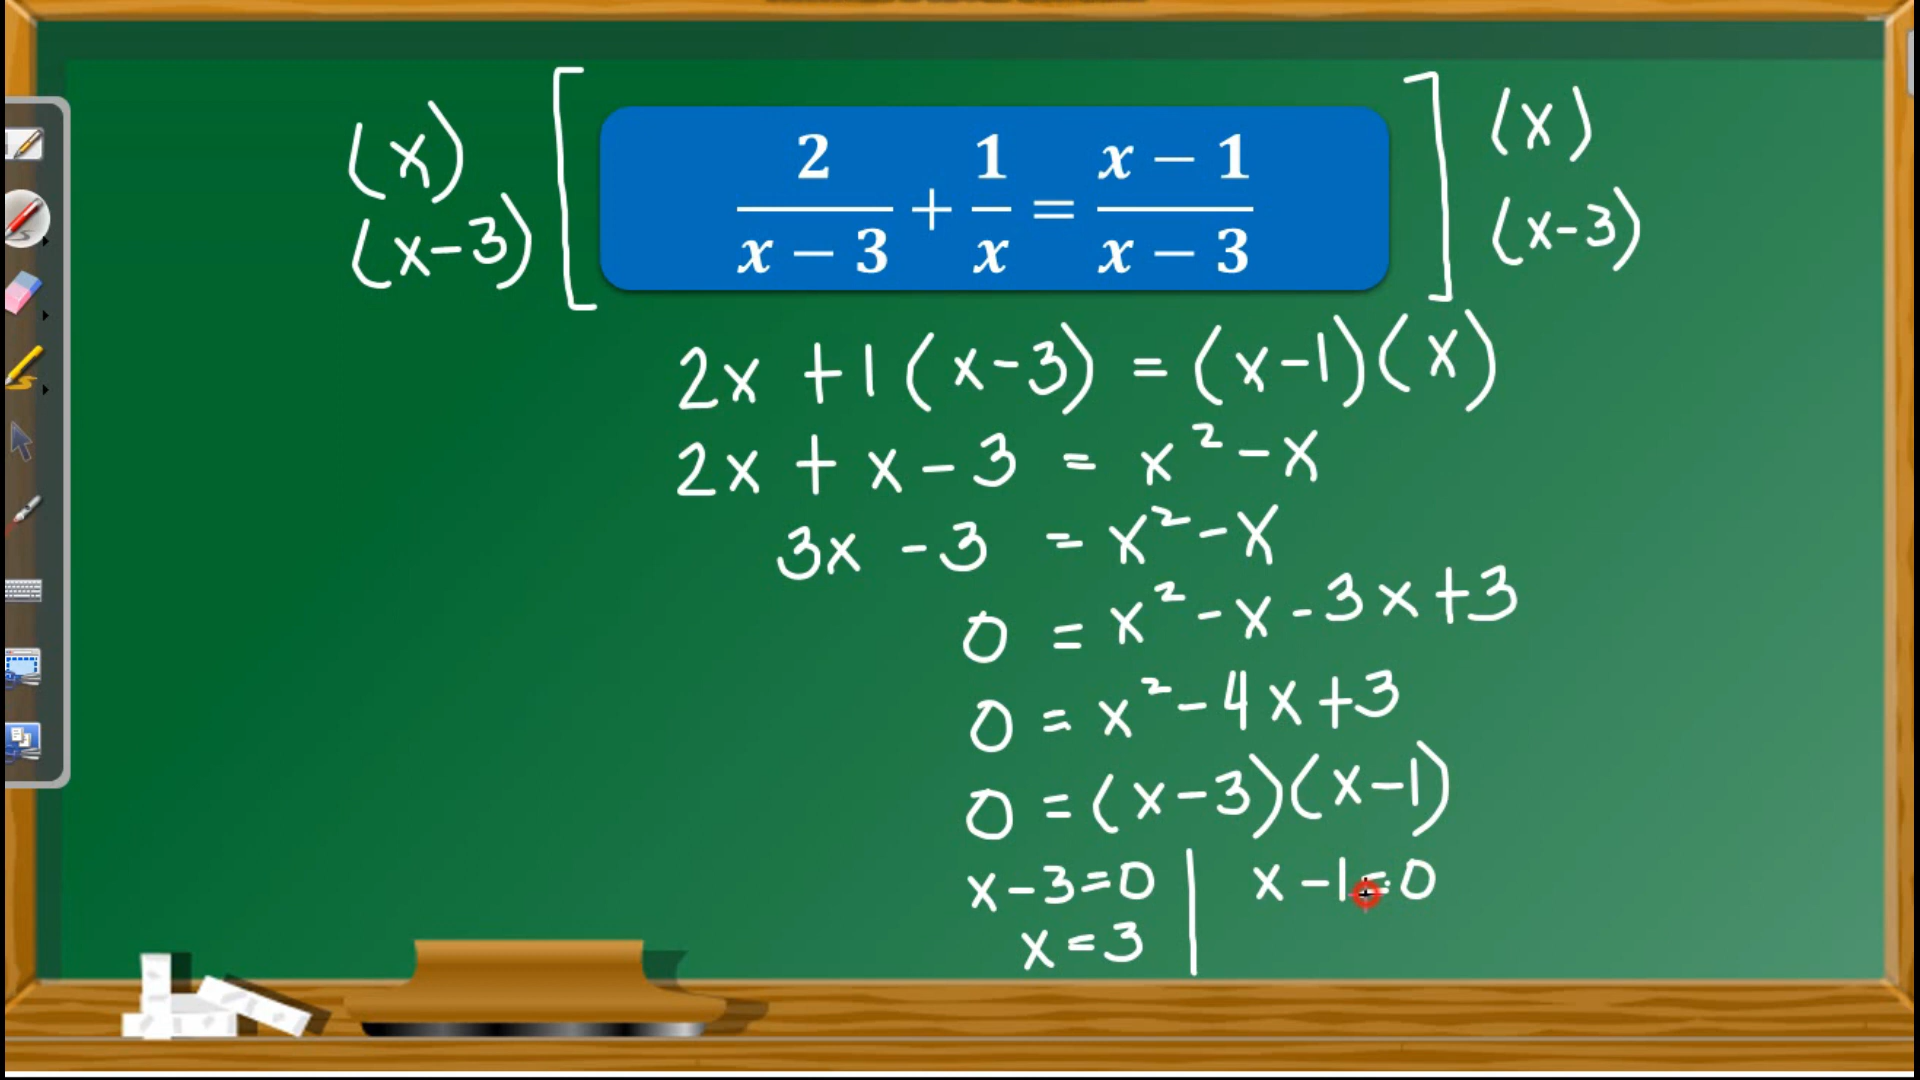 (x) [ 2/(x − 3) + 1/x = (x − 1)/(x − 3) ] (x)
(x-3) (x-3)
2x + 1(x-3) = (x-1)(x)
2x + x - 3 = x² - x
3x - 3 = x² - x
0 = x² - x - 3x + 3
0 = x² - 4x + 3
0 = (x-3)(x-1)
x - 3 = 0 | x - 1 = 0
x = 3